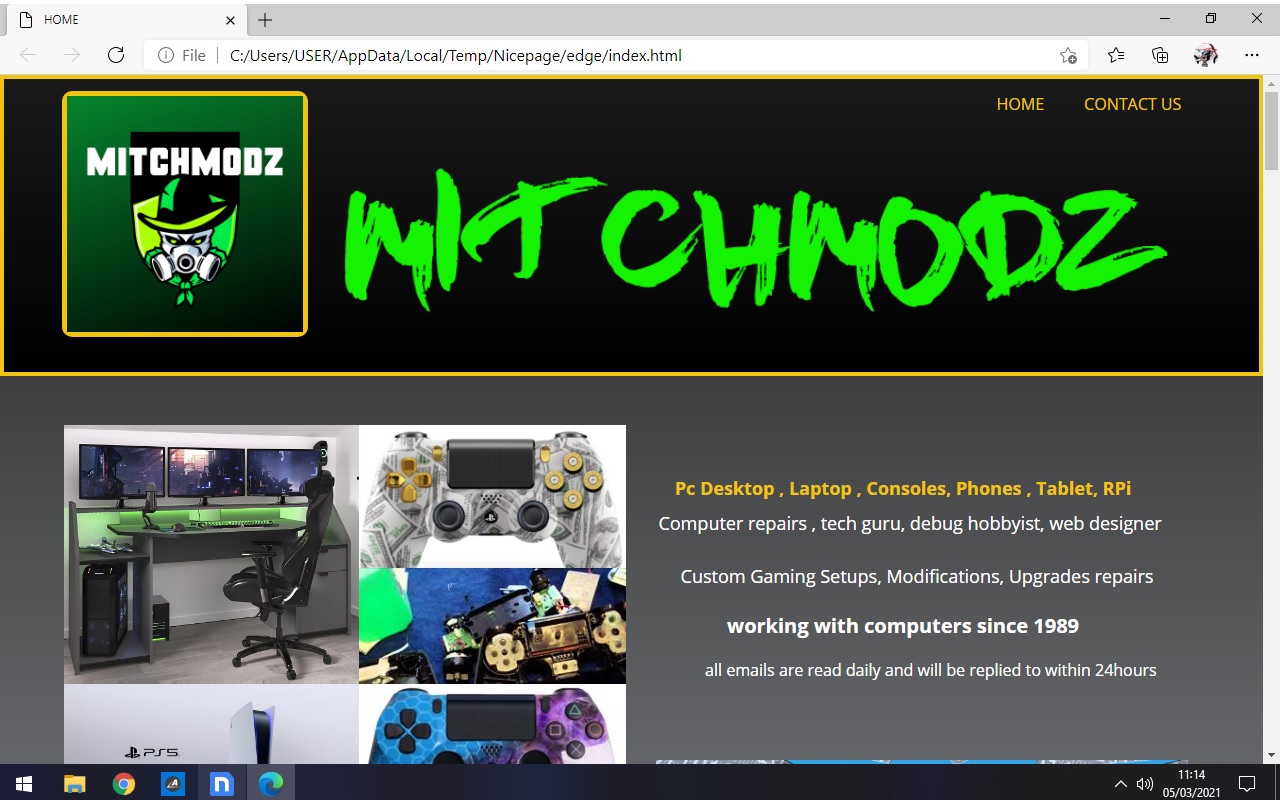 HOME
File
C:/Users/USER/AppData/Local/Temp/Nicepage/edge/index.html
HOME CONTACT US
MITCHMODZ
MITCHMODZ
Pc Desktop , Laptop , Consoles, Phones , Tablet, RPi
Computer repairs , tech guru, debug hobbyist, web designer
Custom Gaming Setups, Modifications, Upgrades repairs
working with computers since 1989
all emails are read daily and will be replied to within 24hours
PS5
11:14
05/03/2021